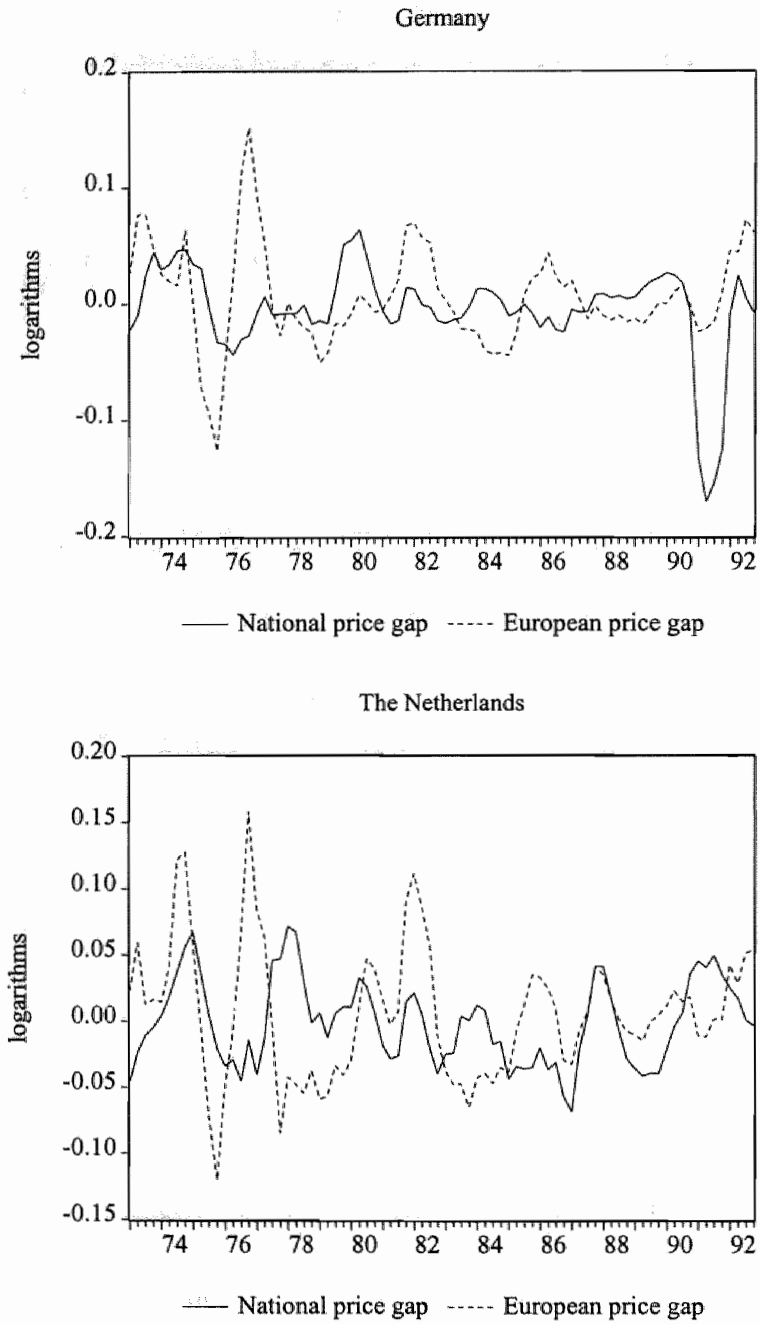 Germany
0.2
0.1
0.0
-0.1
-0.2
logarithms
74 76 78 80 82 84 86 88 90 92
National price gap European price gap
The Netherlands
0.20
0.15
0.10
0.05
0.00
-0.05
-0.10
-0.15
logarithms
74 76 78 80 82 84 86 88 90 92
National price gap European price gap